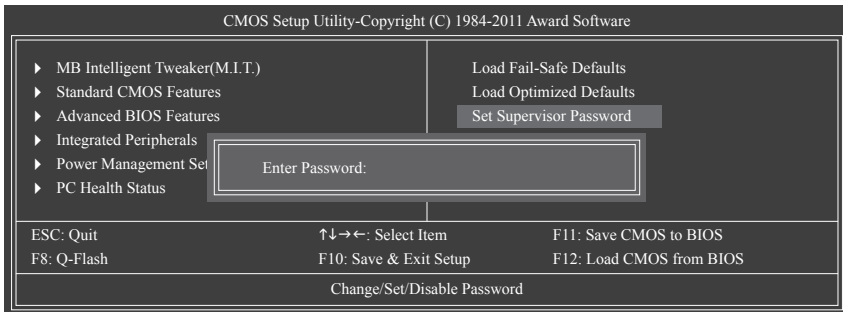 CMOS Setup Utility-Copyright (C) 1984-2011 Award Software
MB Intelligent Tweaker(M.I.T.)
Standard CMOS Features
Advanced BIOS Features
Integrated Peripherals
Power Management Set
PC Health Status
Load Fail-Safe Defaults
Load Optimized Defaults
Set Supervisor Password
Enter Password:
ESC: Quit
↑↓→←: Select Item
F11: Save CMOS to BIOS
F8: Q-Flash
F10: Save & Exit Setup
F12: Load CMOS from BIOS
Change/Set/Disable Password